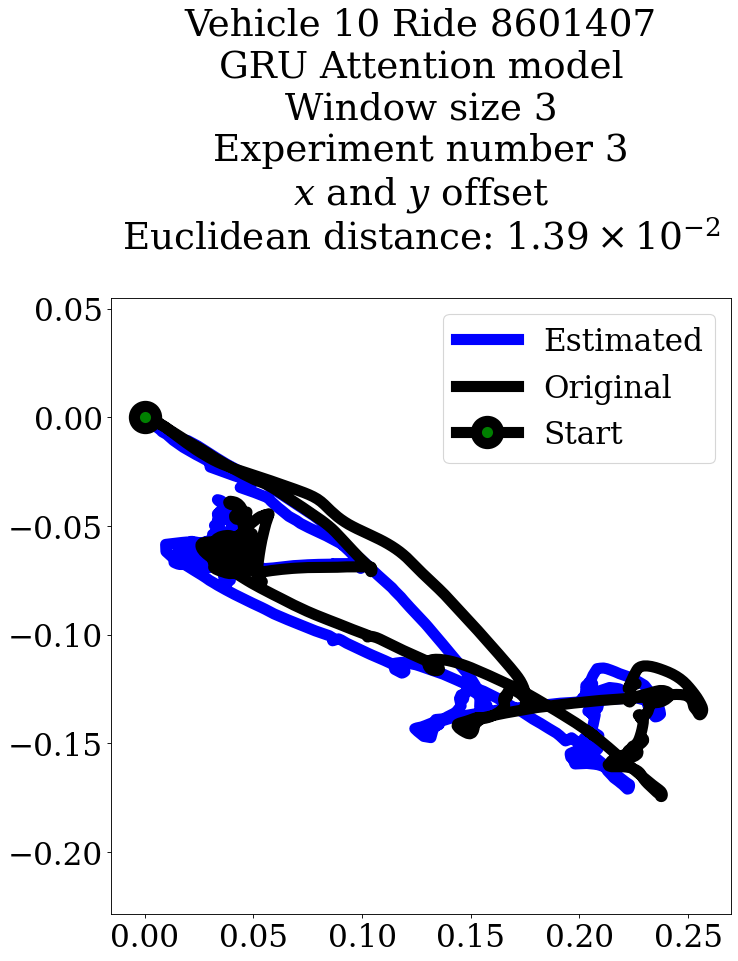 Vehicle 10 Ride 8601407
GRU Attention model
Window size 3
Experiment number 3
x and y offset
Euclidean distance: 1.39 × 10⁻²
Estimated
Original
Start
0.05
0.00
−0.05
−0.10
−0.15
−0.20
0.00 0.05 0.10 0.15 0.20 0.25